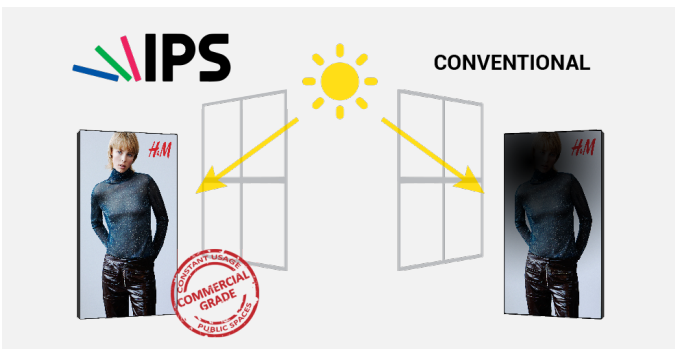 IPS
CONVENTIONAL
H&M
H&M
CONSTANT USAGE
COMMERCIAL
GRADE
PUBLIC SPACES